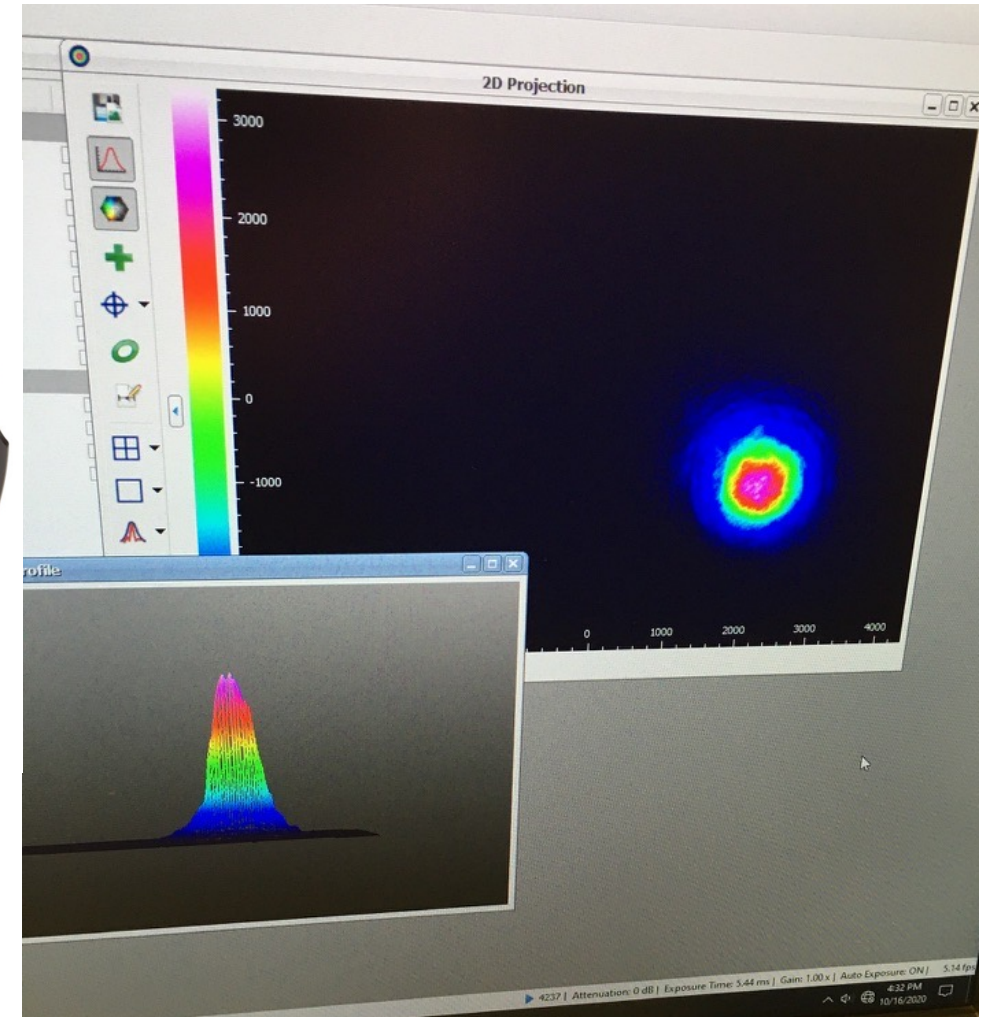 2D Projection
3000
2000
1000
0
-1000
0 1000 2000 3000 4000
rofile
4237 | Attenuation: 0 dB | Exposure Time: 5.44 ms | Gain: 1.00 x | Auto Exposure: ON | 5.14 fps
4:32 PM
10/16/2020